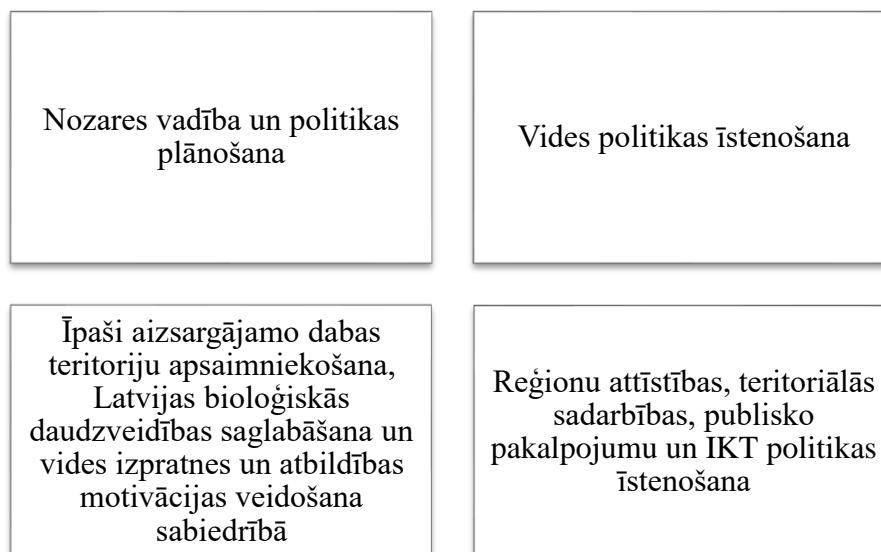 Nozares vadība un politikas
plānošana
Vides politikas īstenošana
Īpaši aizsargājamo dabas
teritoriju apsaimniekošana,
Latvijas bioloģiskās
daudzveidības saglabāšana un
vides izpratnes un atbildības
motivācijas veidošana
sabiedrībā
Reģionu attīstības, teritoriālās
sadarbības, publisko
pakalpojumu un IKT politikas
īstenošana